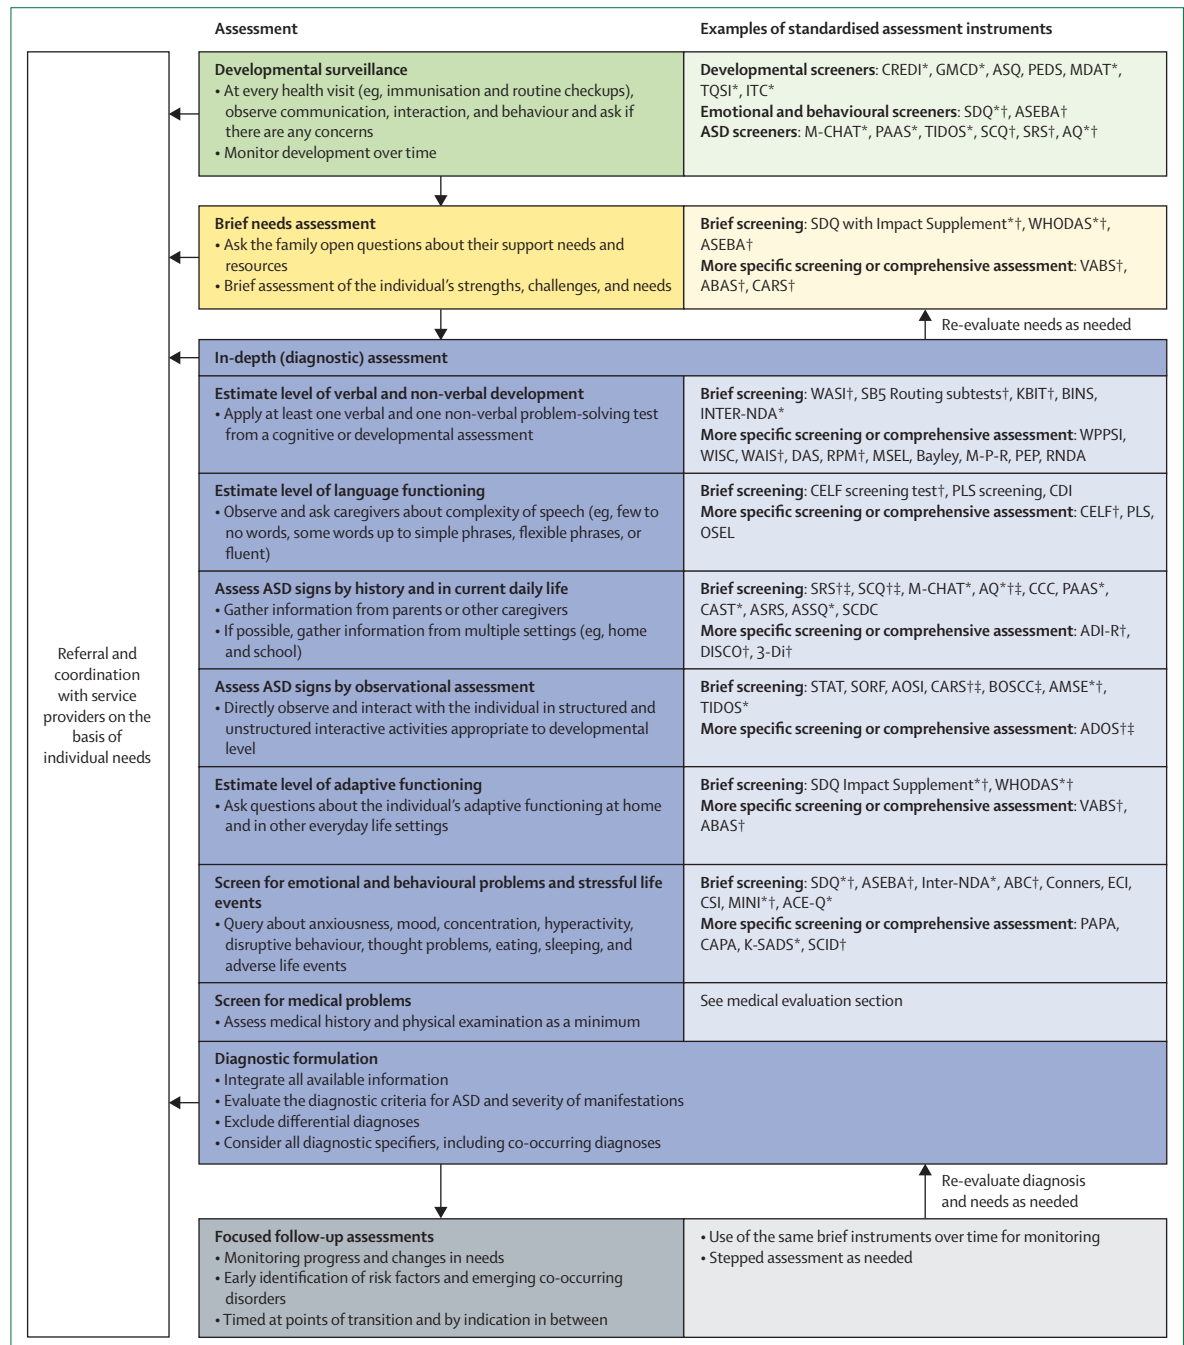 Assessment
Examples of standardised assessment instruments
Developmental surveillance
• At every health visit (eg, immunisation and routine checkups),
observe communication, interaction, and behaviour and ask if
there are any concerns
• Monitor development over time
Developmental screeners: CREDI*, GMCD*, ASQ, PEDS, MDAT*,
TQSI*, ITC*
Emotional and behavioural screeners: SDQ*†, ASEBA†
ASD screeners: M-CHAT*, PAAS*, TIDOS*, SCQ†, SRS†, AQ*†
Brief needs assessment
• Ask the family open questions about their support needs and
resources
• Brief assessment of the individual's strengths, challenges, and needs
Brief screening: SDQ with Impact Supplement*†, WHODAS*†,
ASEBA†
More specific screening or comprehensive assessment: VABS†,
ABAS†, CARS†
Re-evaluate needs as needed
In-depth (diagnostic) assessment
Estimate level of verbal and non-verbal development
• Apply at least one verbal and one non-verbal problem-solving test
from a cognitive or developmental assessment
Brief screening: WASI†, SB5 Routing subtests†, KBIT†, BINS,
INTER-NDA*
More specific screening or comprehensive assessment: WPPSI,
WISC, WAIS†, DAS, RPM†, MSEL, Bayley, M-P-R, PEP, RNDA
Estimate level of language functioning
• Observe and ask caregivers about complexity of speech (eg, few to
no words, some words up to simple phrases, flexible phrases, or
fluent)
Brief screening: CELF screening test†, PLS screening, CDI
More specific screening or comprehensive assessment: CELF†, PLS,
OSEL
Assess ASD signs by history and in current daily life
• Gather information from parents or other caregivers
• If possible, gather information from multiple settings (eg, home
and school)
Brief screening: SRS†‡, SCQ†‡, M-CHAT*, AQ*†‡, CCC, PAAS*,
CAST*, ASRS, ASSQ*, SCDC
More specific screening or comprehensive assessment: ADI-R†,
DISCO†, 3-Di†
Assess ASD signs by observational assessment
• Directly observe and interact with the individual in structured and
unstructured interactive activities appropriate to developmental
level
Brief screening: STAT, SORF, AOSI, CARS†‡, BOSCC‡, AMSE*†,
TIDOS*
More specific screening or comprehensive assessment: ADOS†‡
Estimate level of adaptive functioning
• Ask questions about the individual's adaptive functioning at home
and in other everyday life settings
Brief screening: SDQ Impact Supplement*†, WHODAS*†
More specific screening or comprehensive assessment: VABS†,
ABAS†
Screen for emotional and behavioural problems and stressful life
events
• Query about anxiousness, mood, concentration, hyperactivity,
disruptive behaviour, thought problems, eating, sleeping, and
adverse life events
Brief screening: SDQ*†, ASEBA†, Inter-NDA*, ABC†, Conners, ECI,
CSI, MINI*†, ACE-Q*
More specific screening or comprehensive assessment: PAPA,
CAPA, K-SADS*, SCID†
Screen for medical problems
• Assess medical history and physical examination as a minimum
See medical evaluation section
Diagnostic formulation
• Integrate all available information
• Evaluate the diagnostic criteria for ASD and severity of manifestations
• Exclude differential diagnoses
• Consider all diagnostic specifiers, including co-occurring diagnoses
Re-evaluate diagnosis
and needs as needed
Focused follow-up assessments
• Monitoring progress and changes in needs
• Early identification of risk factors and emerging co-occurring
disorders
• Timed at points of transition and by indication in between
• Use of the same brief instruments over time for monitoring
• Stepped assessment as needed
Referral and
coordination
with service
providers on the
basis of
individual needs